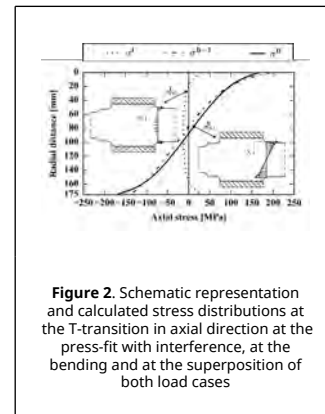 Radial distance [mm]
0
20
40
60
80
100
120
140
160
175
−250 −200 −150 −100 −50 0 50 100 150 200 250
Axial stress [MPa]
Figure 2. Schematic representation
and calculated stress distributions at
the T-transition in axial direction at the
press-fit with interference, at the
bending and at the superposition of
both load cases